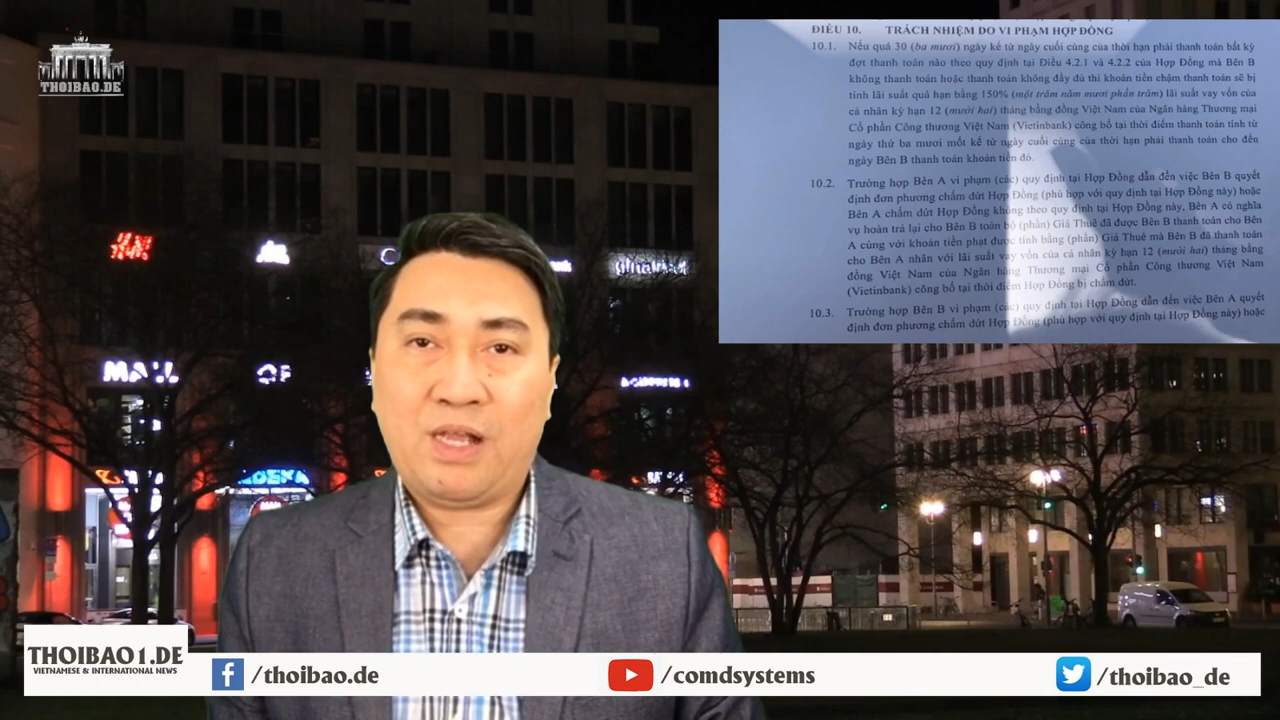 THOIBAO.DE
ĐIỀU 10. TRÁCH NHIỆM DO VI PHẠM HỢP ĐỒNG
10.1. Nếu quá 30 (ba mươi) ngày kể từ ngày cuối cùng của thời hạn phải thanh toán bất kỳ
đợt thanh toán nào theo quy định tại Điều 4.2.1 và 4.2.2 của Hợp Đồng mà Bên B
không thanh toán hoặc thanh toán không đầy đủ thì khoản tiền chậm thanh toán sẽ bị
tính lãi suất quá hạn bằng 150% (một trăm năm mươi phần trăm) lãi suất vay vốn của
cá nhân kỳ hạn 12 (mười hai) tháng bằng đồng Việt Nam của Ngân hàng Thương mại
Cổ phần Công thương Việt Nam (Vietinbank) công bố tại thời điểm thanh toán tính từ
ngày thứ ba mươi mốt kể từ ngày cuối cùng của thời hạn phải thanh toán cho đến
ngày Bên B thanh toán khoản tiền đó.
10.2. Trường hợp Bên A vi phạm (các) quy định tại Hợp Đồng dẫn đến việc Bên B quyết
định đơn phương chấm dứt Hợp Đồng (phù hợp với quy định tại Hợp Đồng này) hoặc
Bên A chấm dứt Hợp Đồng không theo quy định tại Hợp Đồng này, Bên A có nghĩa
vụ hoàn trả lại cho Bên B toàn bộ (phần) Giá Thuê đã được Bên B thanh toán cho Bên
A cùng với khoản tiền phạt được tính bằng (phần) Giá Thuê mà Bên B đã thanh toán
cho Bên A nhân với lãi suất vay vốn của cá nhân kỳ hạn 12 (mười hai) tháng bằng
đồng Việt Nam của Ngân hàng Thương mại Cổ phần Công thương Việt Nam
(Vietinbank) công bố tại thời điểm Hợp Đồng bị chấm dứt.
10.3. Trường hợp Bên B vi phạm (các) quy định tại Hợp Đồng dẫn đến việc Bên A quyết
định đơn phương chấm dứt Hợp Đồng (phù hợp với quy định tại Hợp Đồng này) hoặc
MALL OF
EDEKA
THOIBAO1.DE
VIETNAMESE & INTERNATIONAL NEWS
/thoibao.de
/comdsystems
/thoibao_de